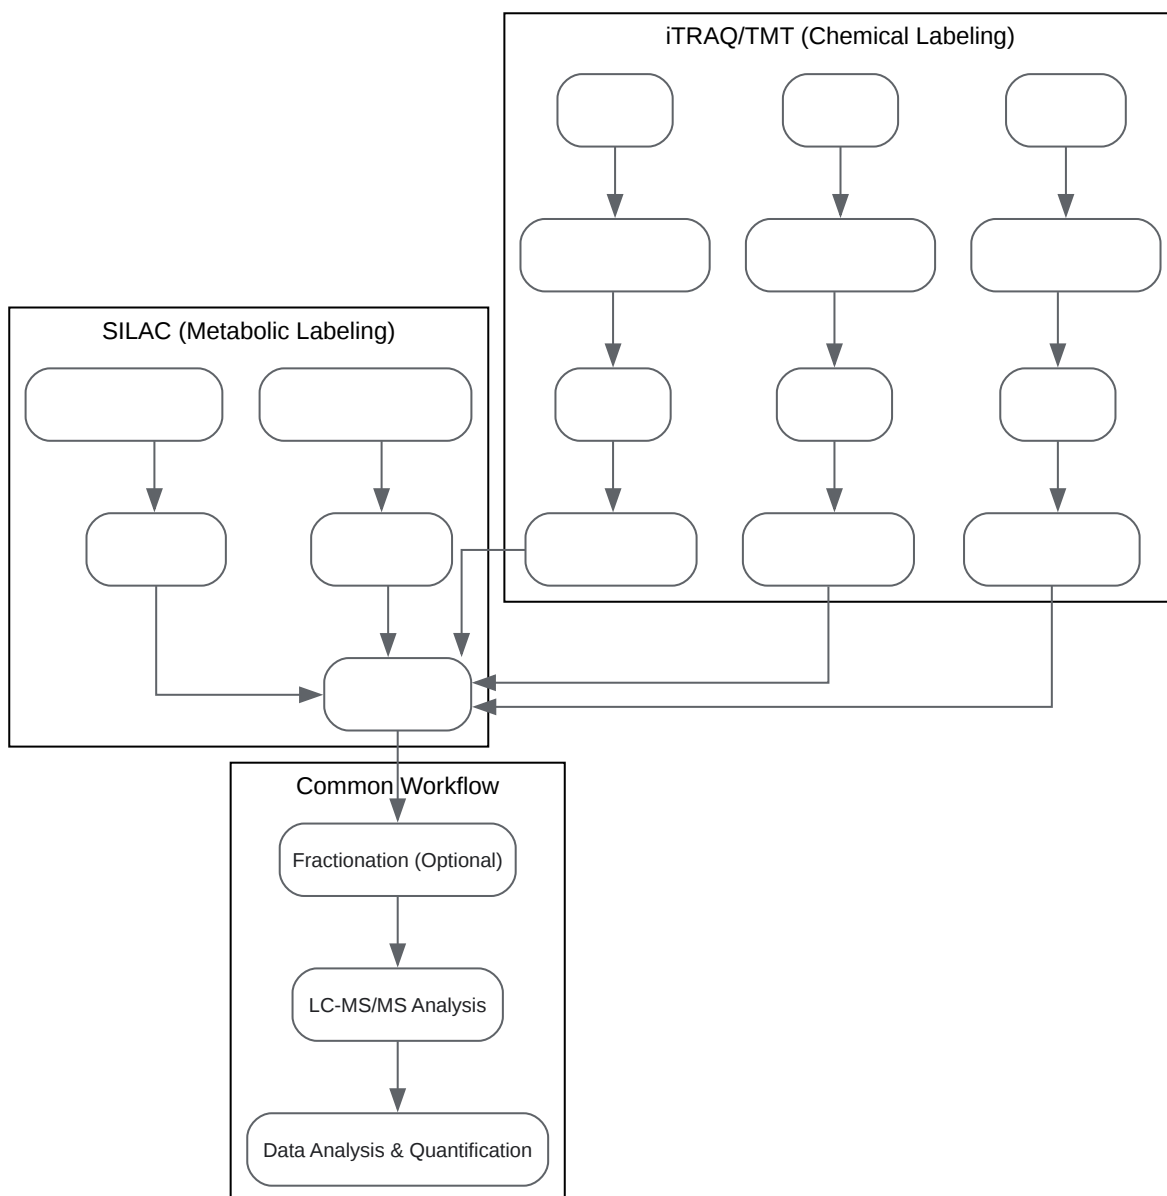 iTRAQ/TMT (Chemical Labeling)
SILAC (Metabolic Labeling)
Common Workflow
Fractionation (Optional)
LC-MS/MS Analysis
Data Analysis & Quantification